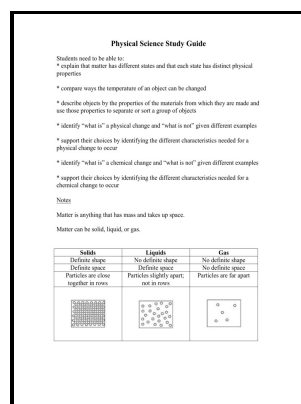 Physical Science Study Guide
Students need to be able to:
* explain that matter has different states and that each state has distinct physical
properties
* compare ways the temperature of an object can be changed
* describe objects by the properties of the materials from which they are made and
use those properties to separate or sort a group of objects
* identify “what is” a physical change and “what is not” given different examples
* support their choices by identifying the different characteristics needed for a
physical change to occur
* identify “what is” a chemical change and “what is not” given different examples
* support their choices by identifying the different characteristics needed for a
chemical change to occur
Notes
Matter is anything that has mass and takes up space.
Matter can be solid, liquid, or gas.
Solids Liquids Gas
Definite shape No definite shape No definite shape
Definite space Definite space No definite space
Particles are close Particles slightly apart; Particles are far apart
together in rows not in rows